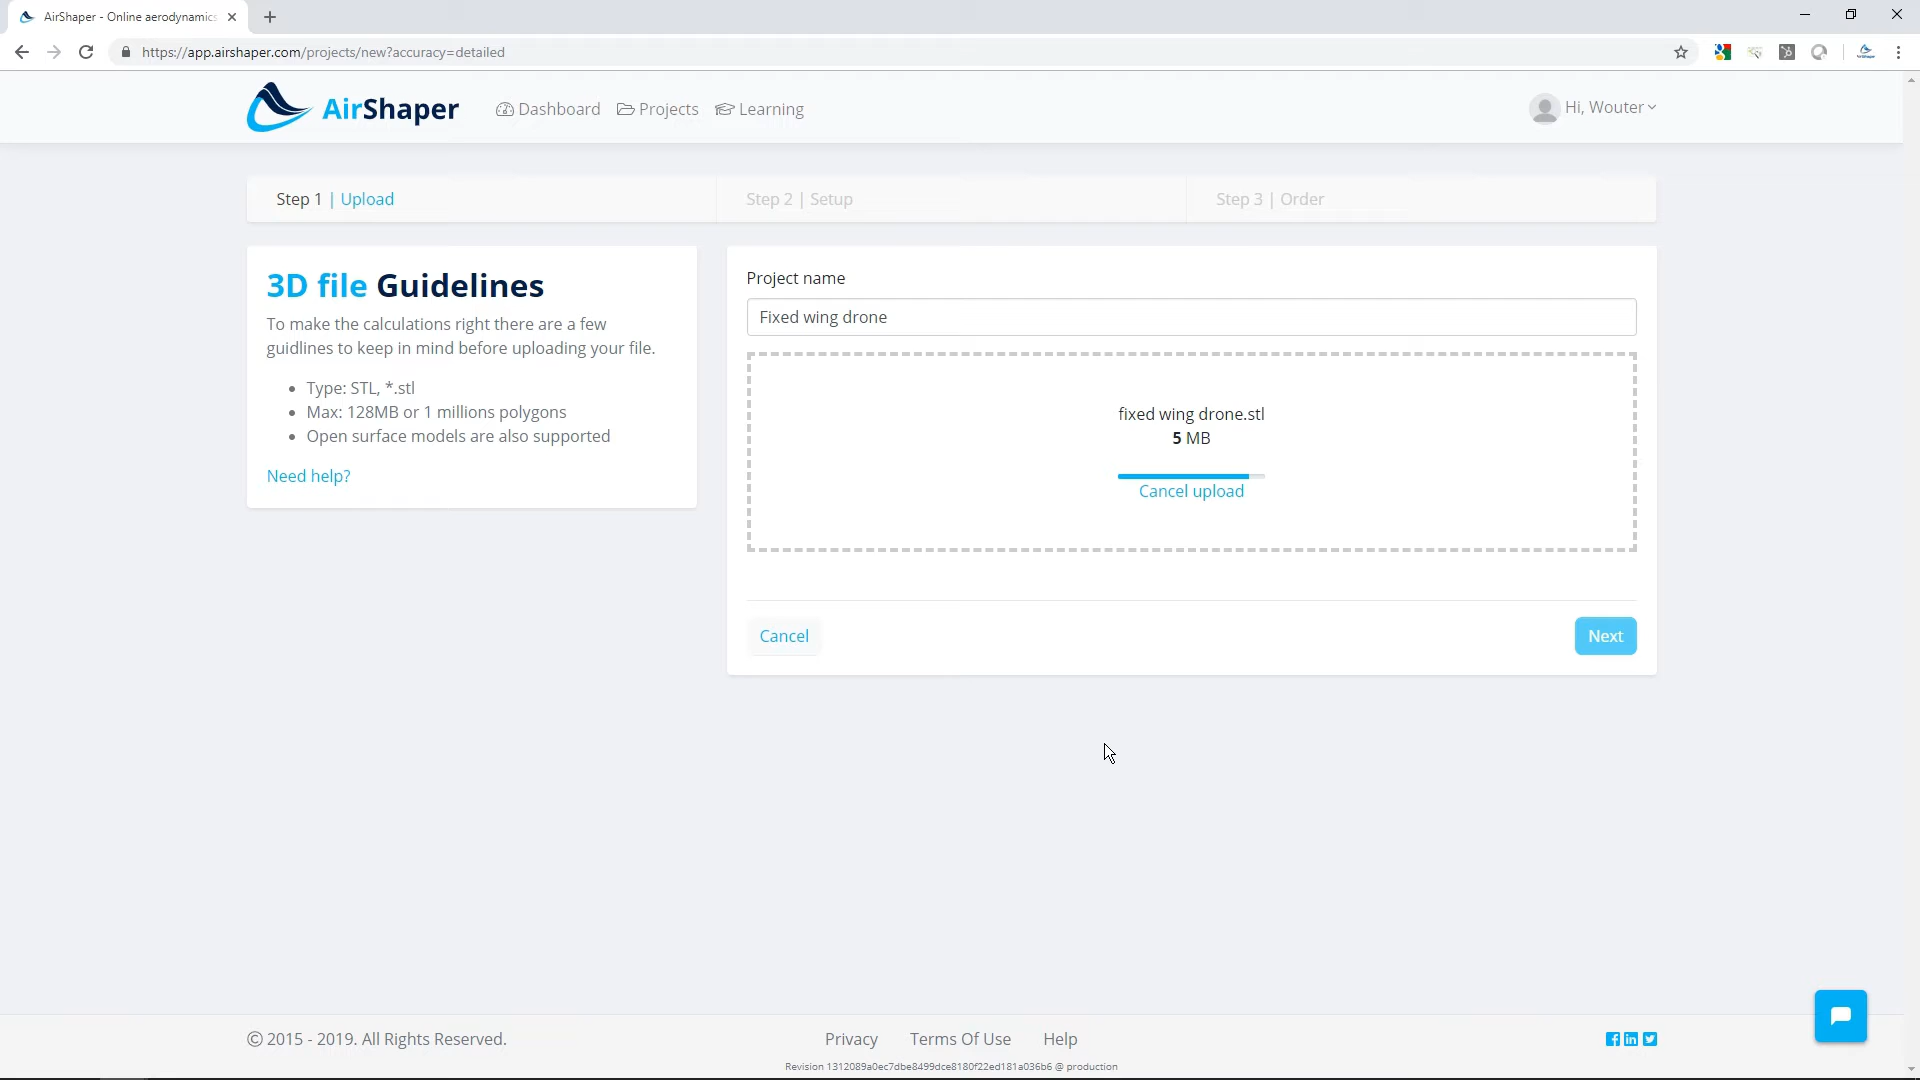 AirShaper - Online aerodynamics
https://app.airshaper.com/projects/new?accuracy=detailed
AirShaper
Dashboard
Projects
Learning
Hi, Wouter
Step 1 | Upload
Step 2 | Setup
Step 3 | Order
3D file Guidelines
To make the calculations right there are a few
guidlines to keep in mind before uploading your file.
Type: STL, *.stl
Max: 128MB or 1 millions polygons
Open surface models are also supported
Need help?
Project name
Fixed wing drone
fixed wing drone.stl
5 MB
Cancel upload
Cancel
Next
© 2015 - 2019. All Rights Reserved.
Privacy
Terms Of Use
Help
Revision 1312089a0ec7dbe8499dce8180f22ed181a036b6 @ production